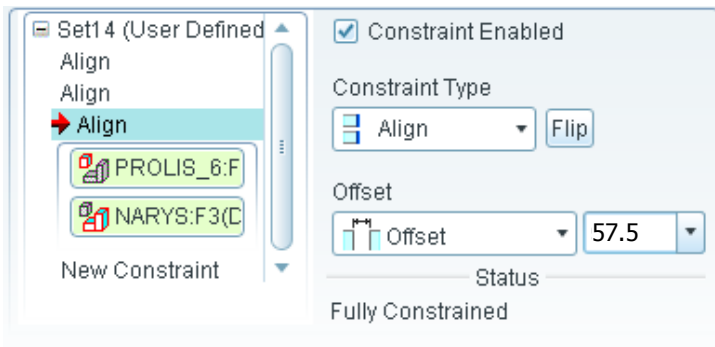 Set14 (User Defined
Align
Align
Align
PROLIS_6:F
NARYS:F3(D
New Constraint
Constraint Enabled
Constraint Type
Align
Flip
Offset
Offset
57.5
Status
Fully Constrained